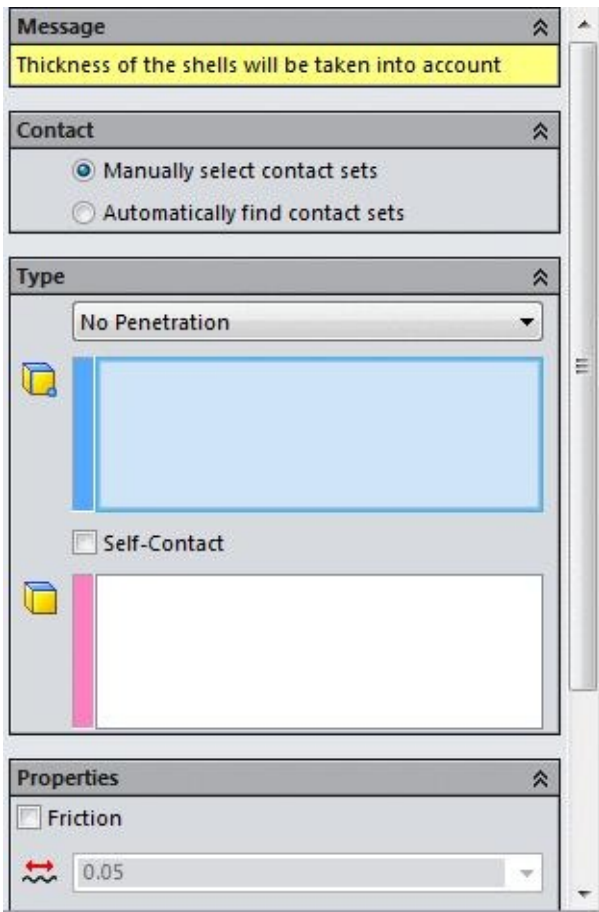 Message
Thickness of the shells will be taken into account
Contact
Manually select contact sets
Automatically find contact sets
Type
No Penetration
Self-Contact
Properties
Friction
0.05